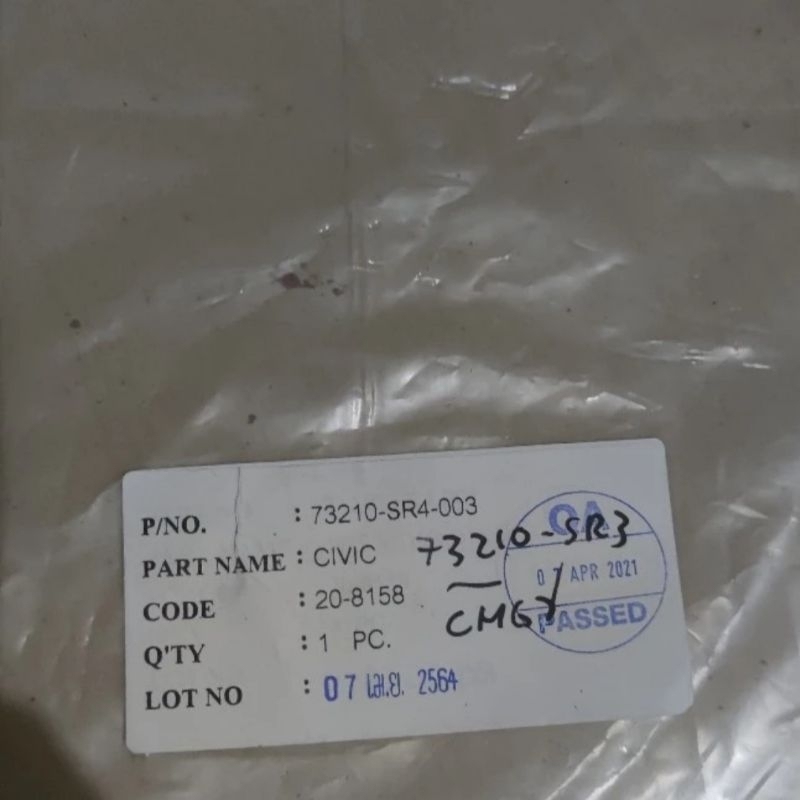 P/NO. : 73210-SR4-003
PART NAME : CIVIC
CODE : 20-8158
Q'TY : 1 PC.
LOT NO : 07 เม.ย. 2564
73210-SR3
QA
07 APR 2021
PASSED